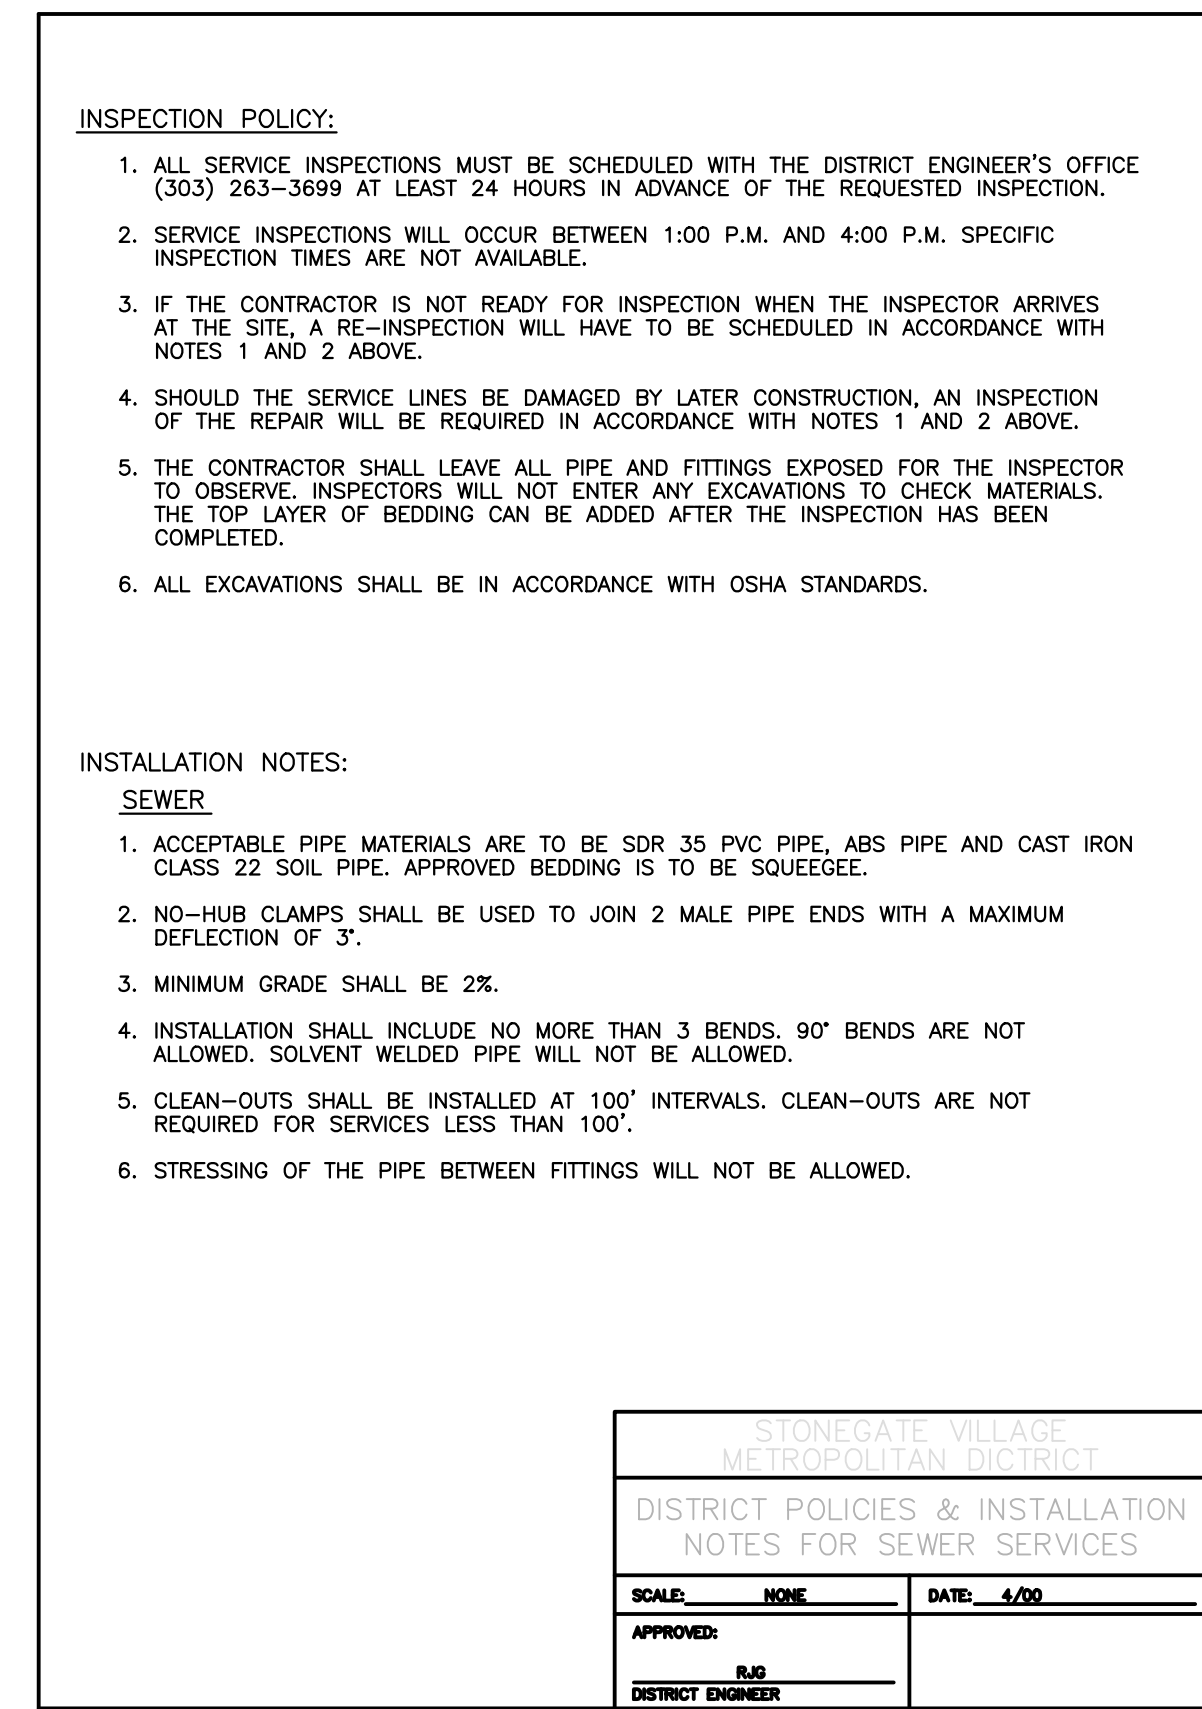 INSPECTION POLICY:
1. ALL SERVICE INSPECTIONS MUST BE SCHEDULED WITH THE DISTRICT ENGINEER'S OFFICE
(303) 263-3699 AT LEAST 24 HOURS IN ADVANCE OF THE REQUESTED INSPECTION.
2. SERVICE INSPECTIONS WILL OCCUR BETWEEN 1:00 P.M. AND 4:00 P.M. SPECIFIC
INSPECTION TIMES ARE NOT AVAILABLE.
3. IF THE CONTRACTOR IS NOT READY FOR INSPECTION WHEN THE INSPECTOR ARRIVES
AT THE SITE, A RE-INSPECTION WILL HAVE TO BE SCHEDULED IN ACCORDANCE WITH
NOTES 1 AND 2 ABOVE.
4. SHOULD THE SERVICE LINES BE DAMAGED BY LATER CONSTRUCTION, AN INSPECTION
OF THE REPAIR WILL BE REQUIRED IN ACCORDANCE WITH NOTES 1 AND 2 ABOVE.
5. THE CONTRACTOR SHALL LEAVE ALL PIPE AND FITTINGS EXPOSED FOR THE INSPECTOR
TO OBSERVE. INSPECTORS WILL NOT ENTER ANY EXCAVATIONS TO CHECK MATERIALS.
THE TOP LAYER OF BEDDING CAN BE ADDED AFTER THE INSPECTION HAS BEEN
COMPLETED.
6. ALL EXCAVATIONS SHALL BE IN ACCORDANCE WITH OSHA STANDARDS.
INSTALLATION NOTES:
SEWER
1. ACCEPTABLE PIPE MATERIALS ARE TO BE SDR 35 PVC PIPE, ABS PIPE AND CAST IRON
CLASS 22 SOIL PIPE. APPROVED BEDDING IS TO BE SQUEEGEE.
2. NO-HUB CLAMPS SHALL BE USED TO JOIN 2 MALE PIPE ENDS WITH A MAXIMUM
DEFLECTION OF 3°.
3. MINIMUM GRADE SHALL BE 2%.
4. INSTALLATION SHALL INCLUDE NO MORE THAN 3 BENDS. 90° BENDS ARE NOT
ALLOWED. SOLVENT WELDED PIPE WILL NOT BE ALLOWED.
5. CLEAN-OUTS SHALL BE INSTALLED AT 100' INTERVALS. CLEAN-OUTS ARE NOT
REQUIRED FOR SERVICES LESS THAN 100'.
6. STRESSING OF THE PIPE BETWEEN FITTINGS WILL NOT BE ALLOWED.
STONEGATE VILLAGE
METROPOLITAN DICTRICT
DISTRICT POLICIES & INSTALLATION
NOTES FOR SEWER SERVICES
SCALE: NONE
DATE: 4/00
APPROVED:
RJG
DISTRICT ENGINEER